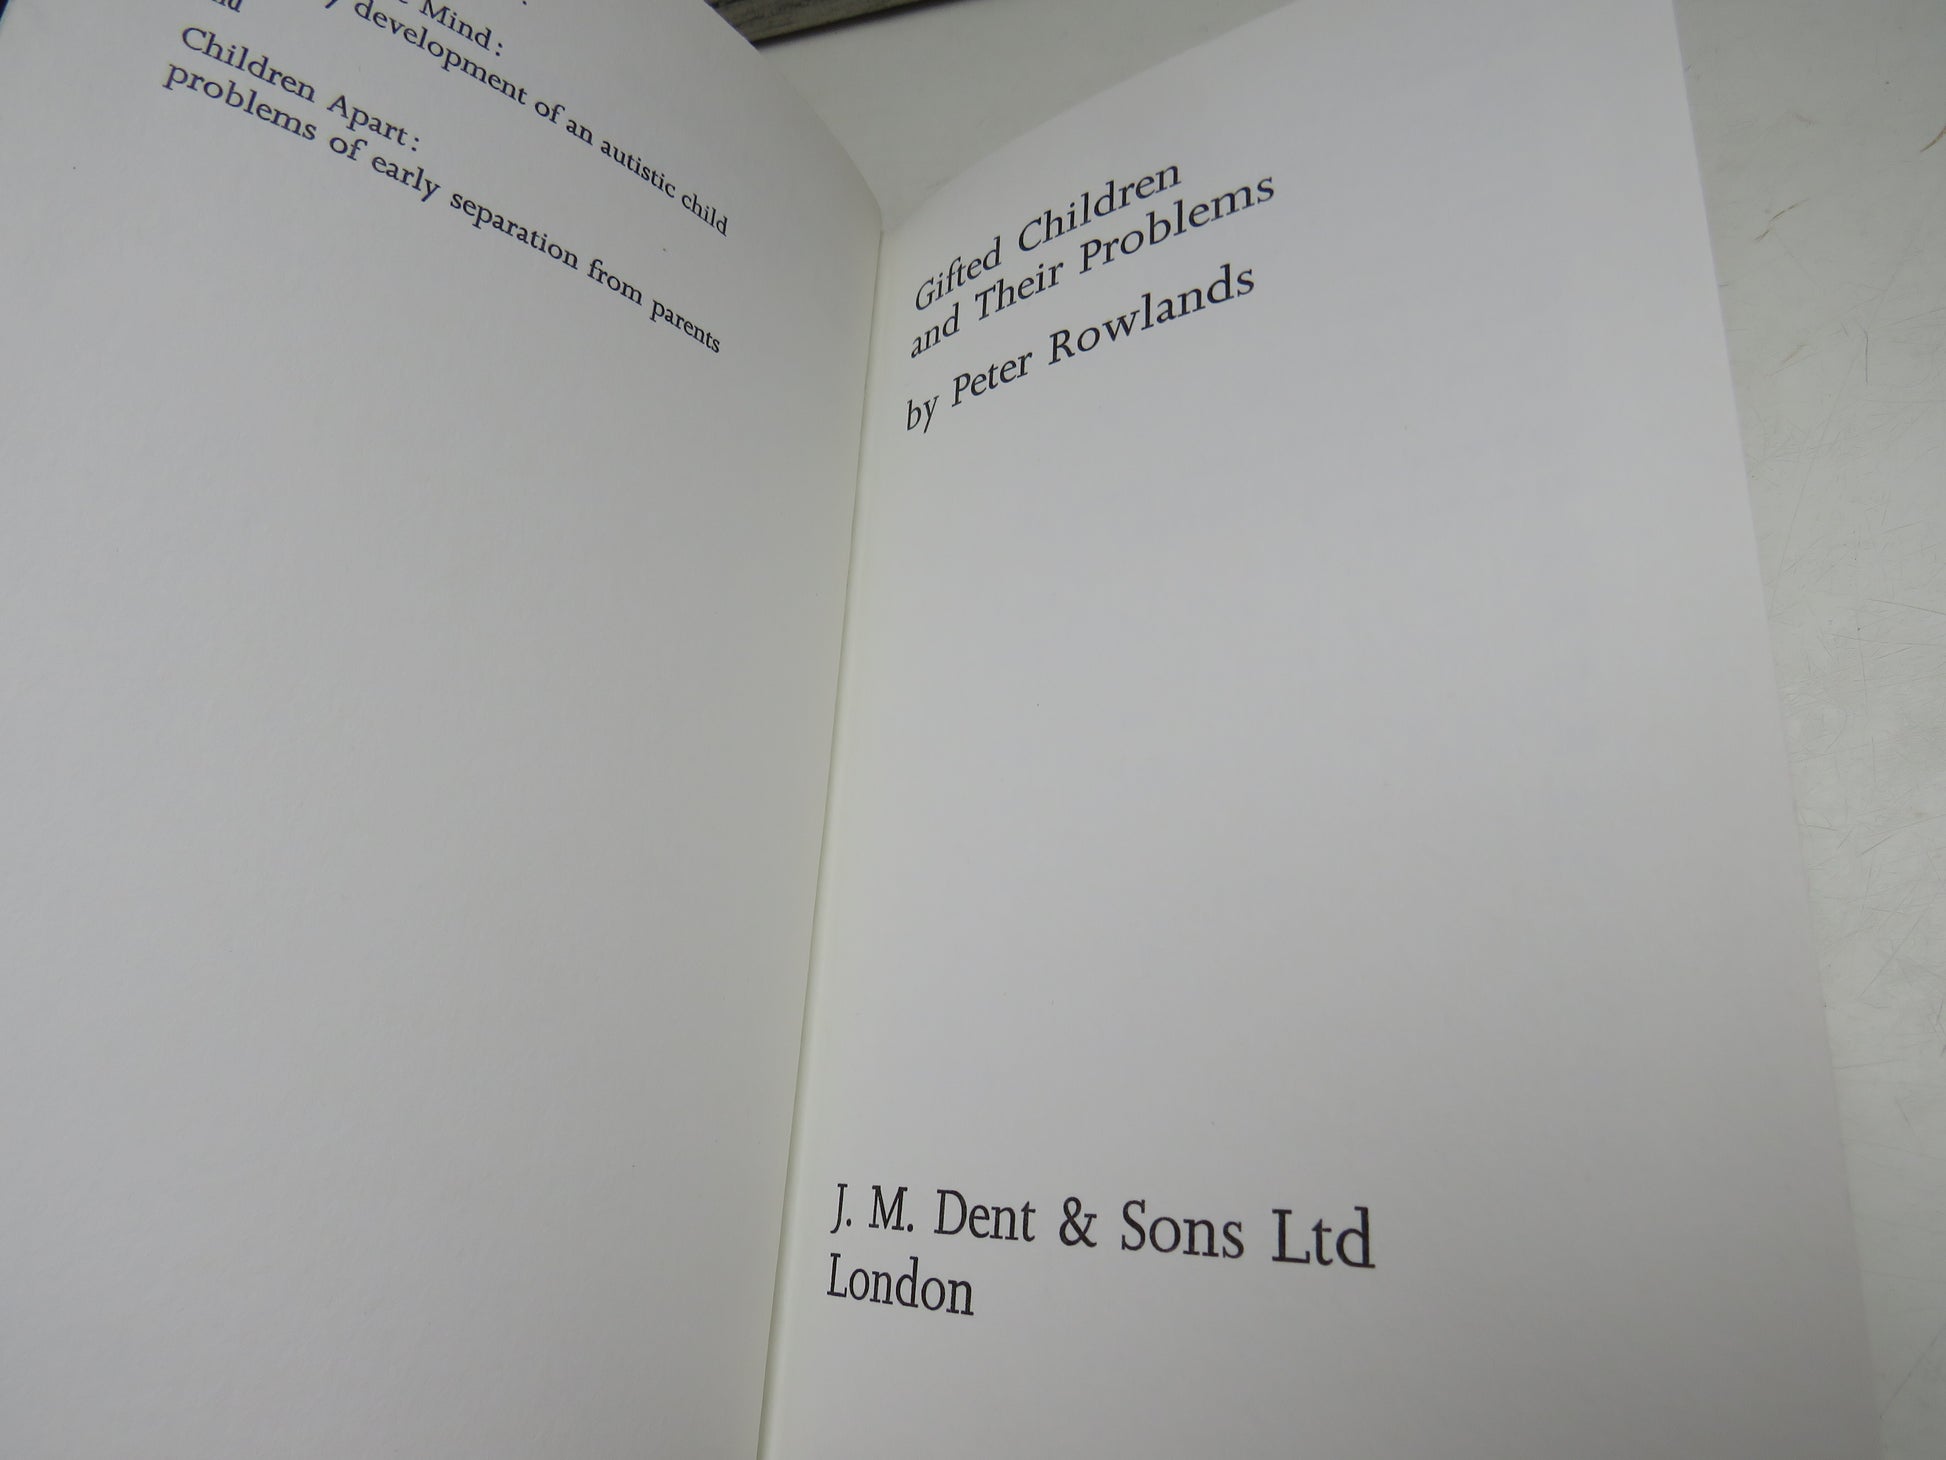 Mind:
development of an autistic child
Children Apart:
problems of early separation from parents
Gifted Children
and Their Problems
by Peter Rowlands
J. M. Dent & Sons Ltd
London